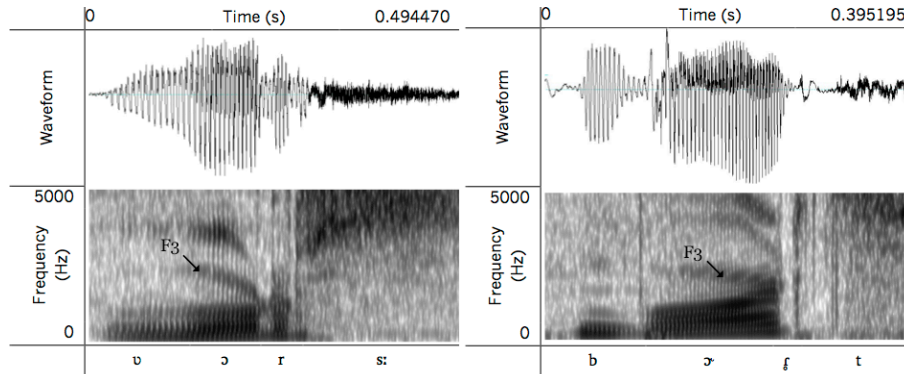 0 Time (s) 0.494470
Waveform
5000
Frequency
(Hz)
0
F3
ʋ ɔ r sː
0 Time (s) 0.395195
Waveform
5000
Frequency
(Hz)
0
F3
b ɔ˞ t